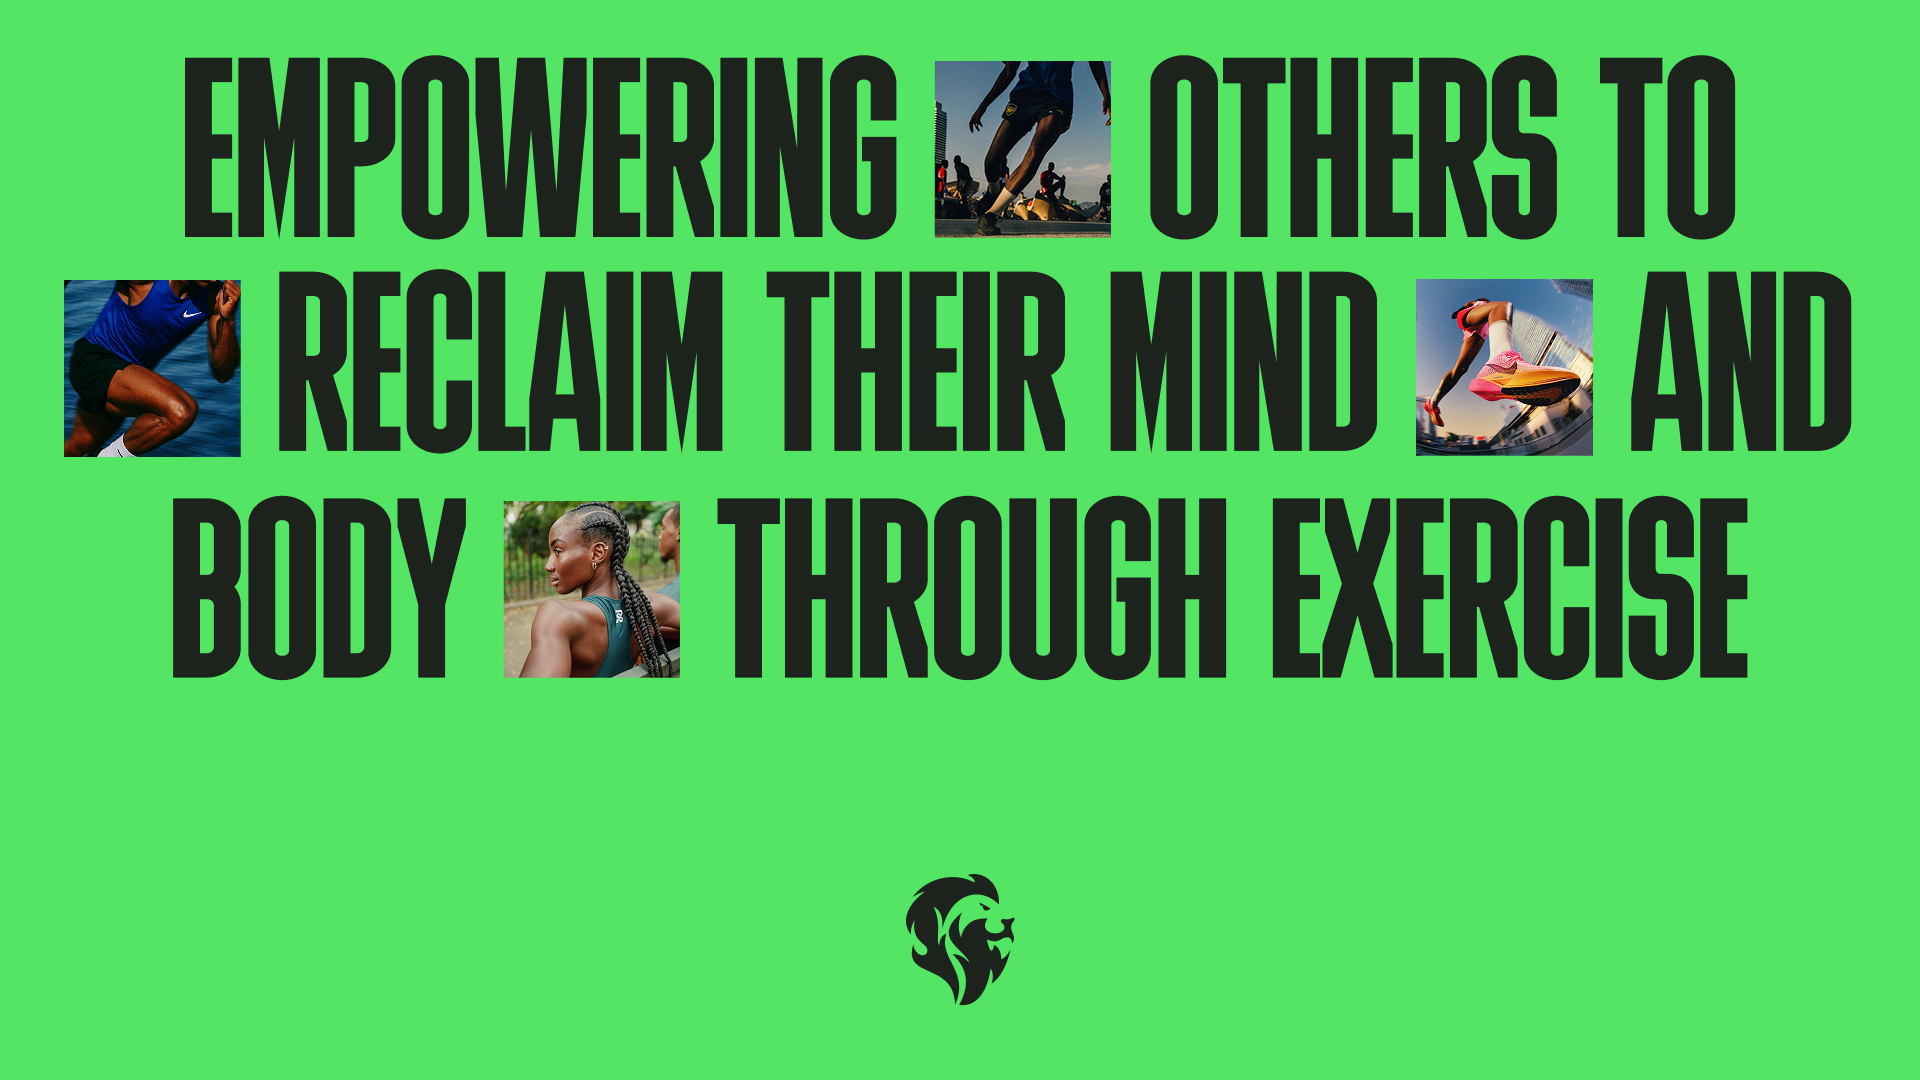 EMPOWERING OTHERS TO
RECLAIM THEIR MIND AND
BODY THROUGH EXERCISE